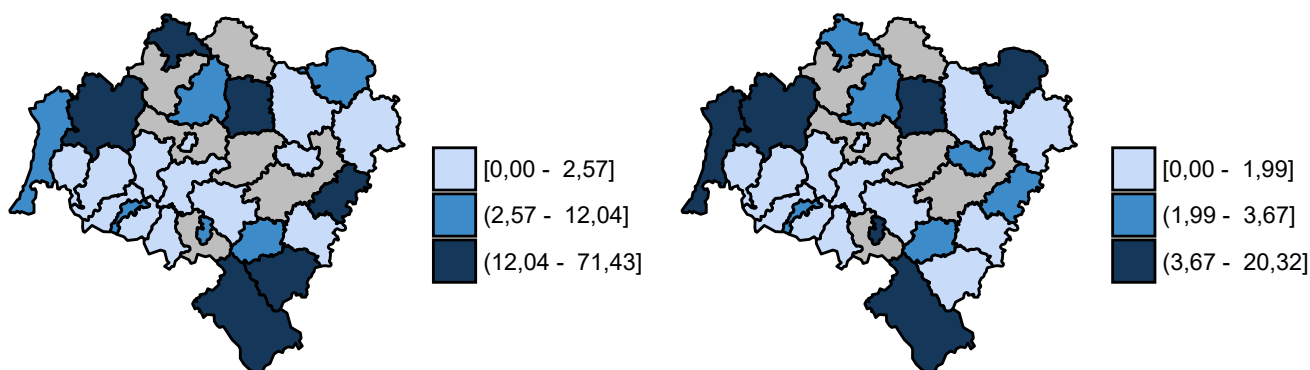 [0,00 - 2,57]
(2,57 - 12,04]
(12,04 - 71,43]
[0,00 - 1,99]
(1,99 - 3,67]
(3,67 - 20,32]